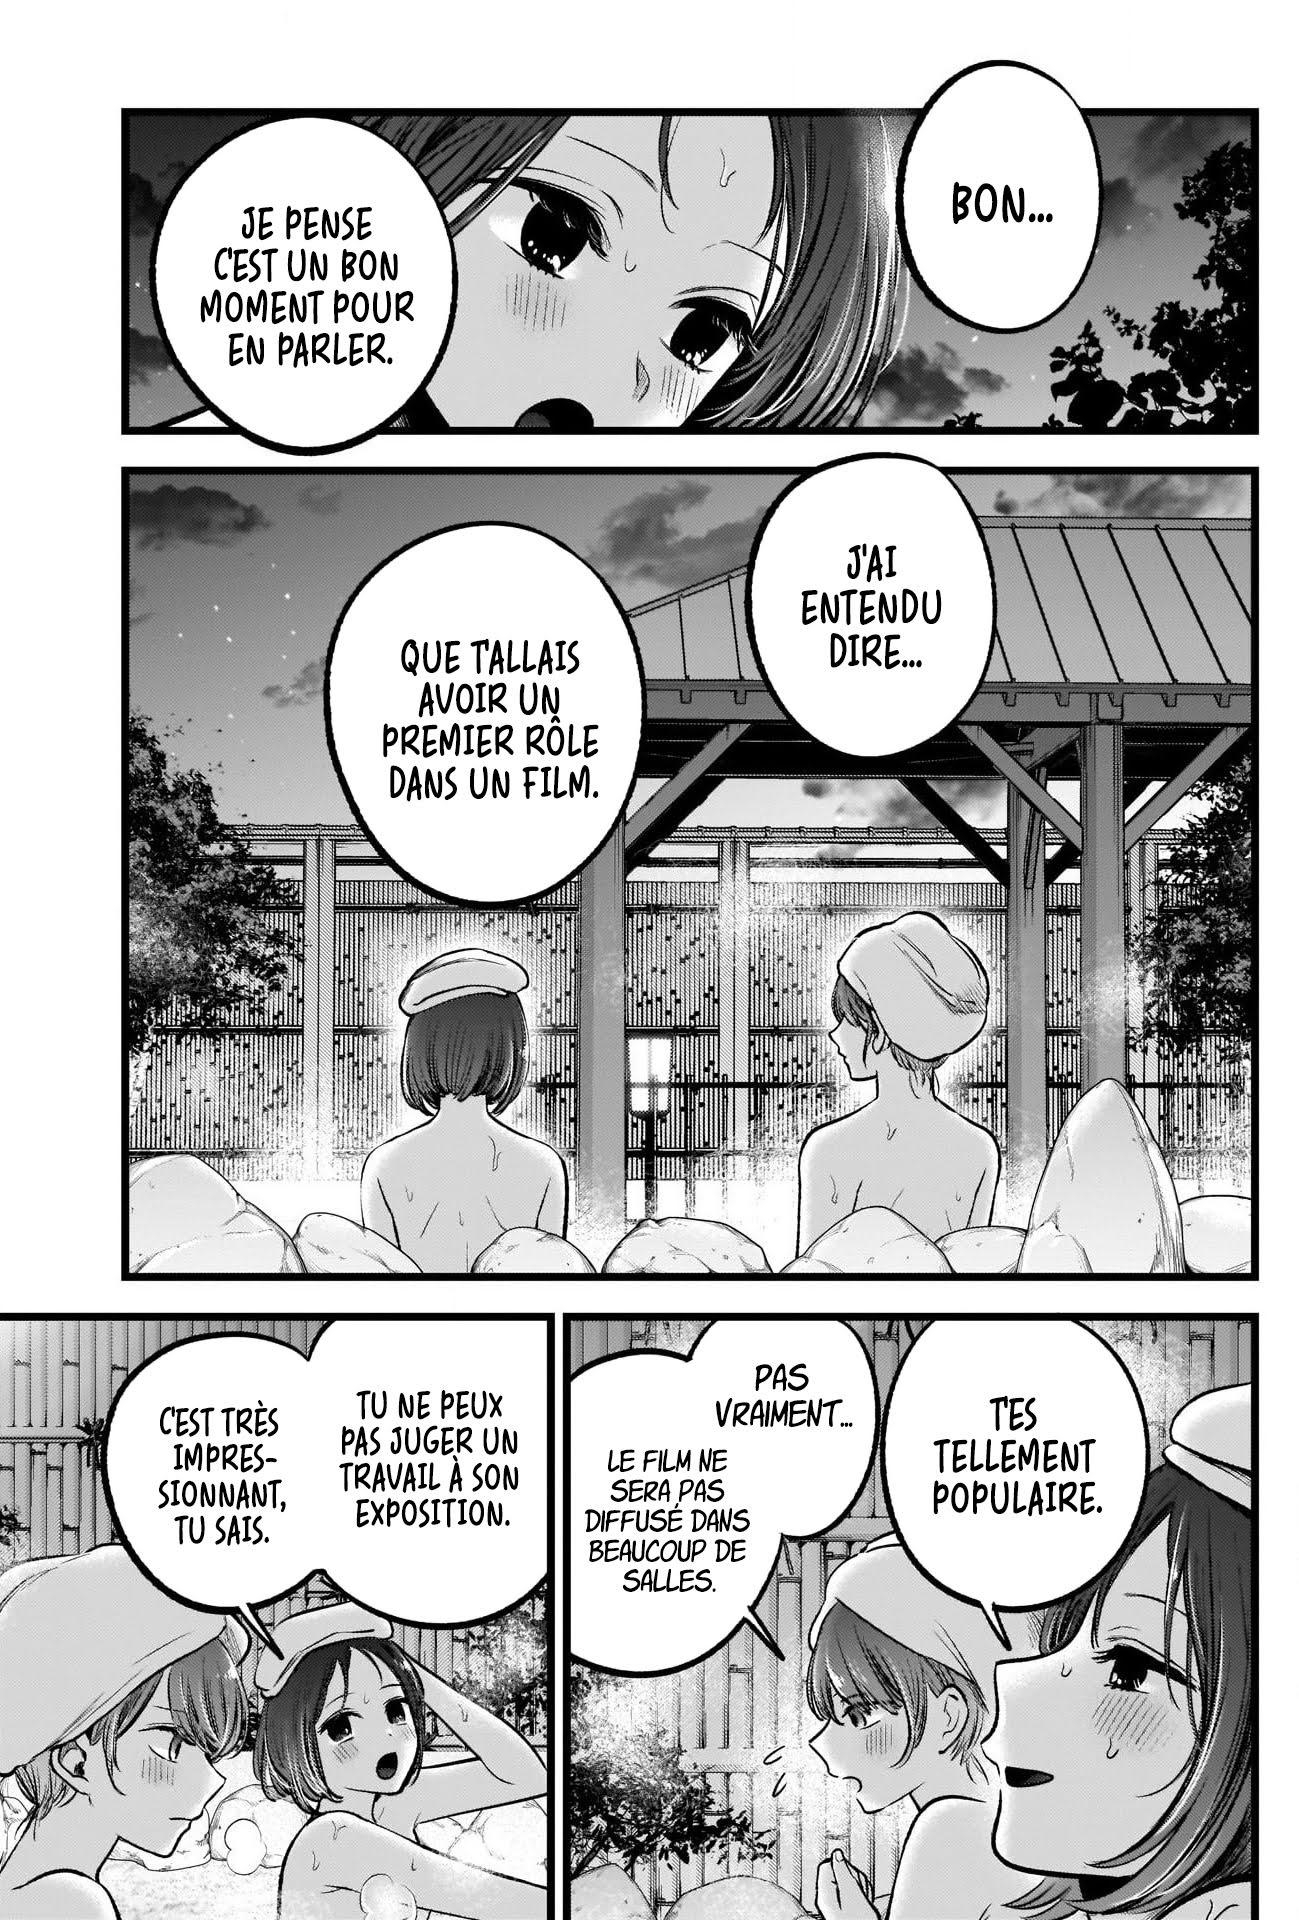 BON...
JE PENSE
C'EST UN BON
MOMENT POUR
EN PARLER.
J'AI
ENTENDU
DIRE...
QUE T'ALLAIS
AVOIR UN
PREMIER RÔLE
DANS UN FILM.
T'ES
TELLEMENT
POPULAIRE.
PAS
VRAIMENT...
LE FILM NE
SERA PAS
DIFFUSÉ DANS
BEAUCOUP DE
SALLES.
TU NE PEUX
PAS JUGER UN
TRAVAIL À SON
EXPOSITION.
C'EST TRÈS
IMPRES-
SIONNANT,
TU SAIS.